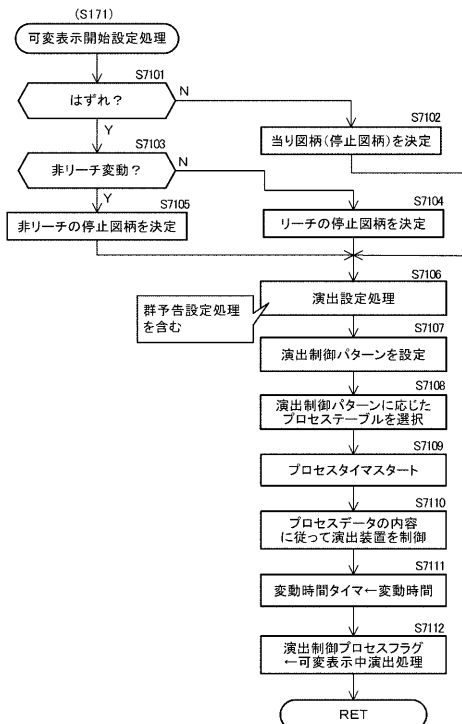 (S171)
可変表示開始設定処理
S7101
はずれ？
N
Y
S7102
当り図柄(停止図柄)を決定
S7103
非リーチ変動？
N
Y
S7105
非リーチの停止図柄を決定
S7104
リーチの停止図柄を決定
S7106
演出設定処理
群予告設定処理
を含む
S7107
演出制御パターンを設定
S7108
演出制御パターンに応じた
プロセステーブルを選択
S7109
プロセスタイマスタート
S7110
プロセスデータの内容
に従って演出装置を制御
S7111
変動時間タイマ←変動時間
S7112
演出制御プロセスフラグ
←可変表示中演出処理
RET